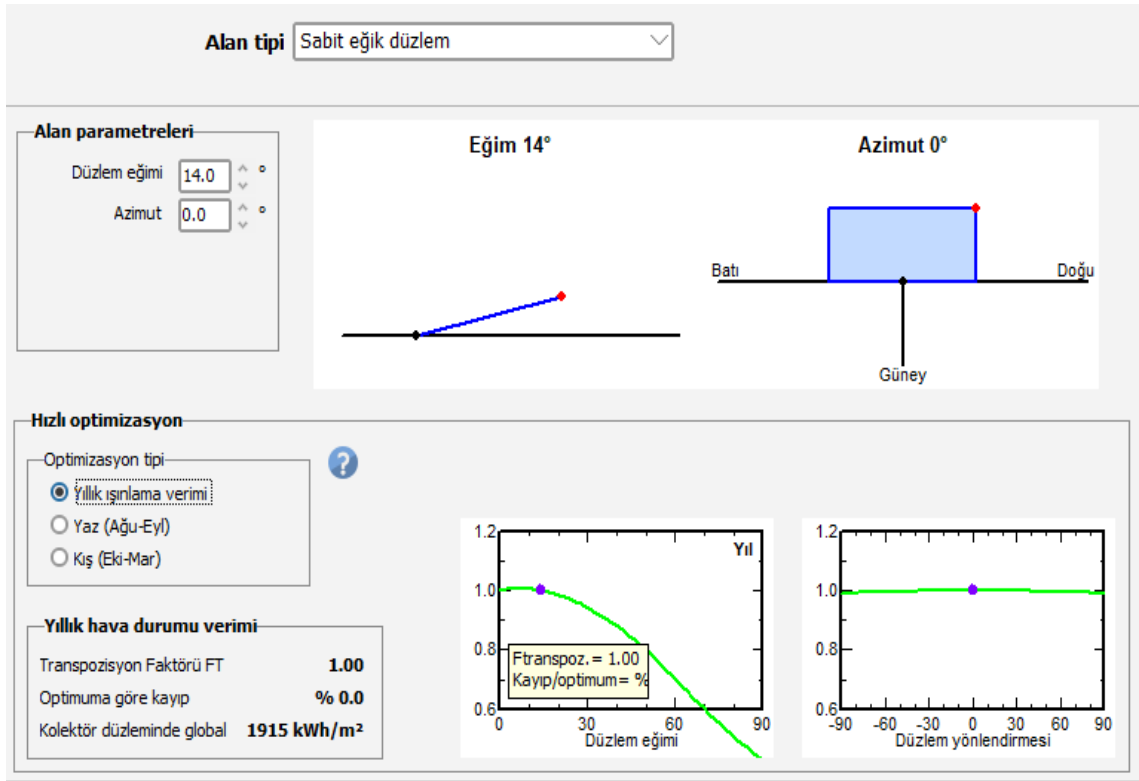 Alan tipi Sabit eğik düzlem
Alan parametreleri
Düzlem eğimi 14.0 °
Azimut 0.0 °
Eğim 14°
Azimut 0°
Batı
Doğu
Güney
Hızlı optimizasyon
Optimizasyon tipi
Yıllık ışınlama verimi
Yaz (Ağu-Eyl)
Kış (Eki-Mar)
?
Yıllık hava durumu verimi
Transpozisyon Faktörü FT 1.00
Optimuma göre kayıp % 0.0
Kolektör düzleminde global 1915 kWh/m²
1.2
Yıl
1.0
0.8
Ftranspoz.= 1.00
Kayıp/optimum= %
0.6
0 30 60 90
Düzlem eğimi
1.2
1.0
0.8
0.6
-90 -60 -30 0 30 60 90
Düzlem yönlendirmesi